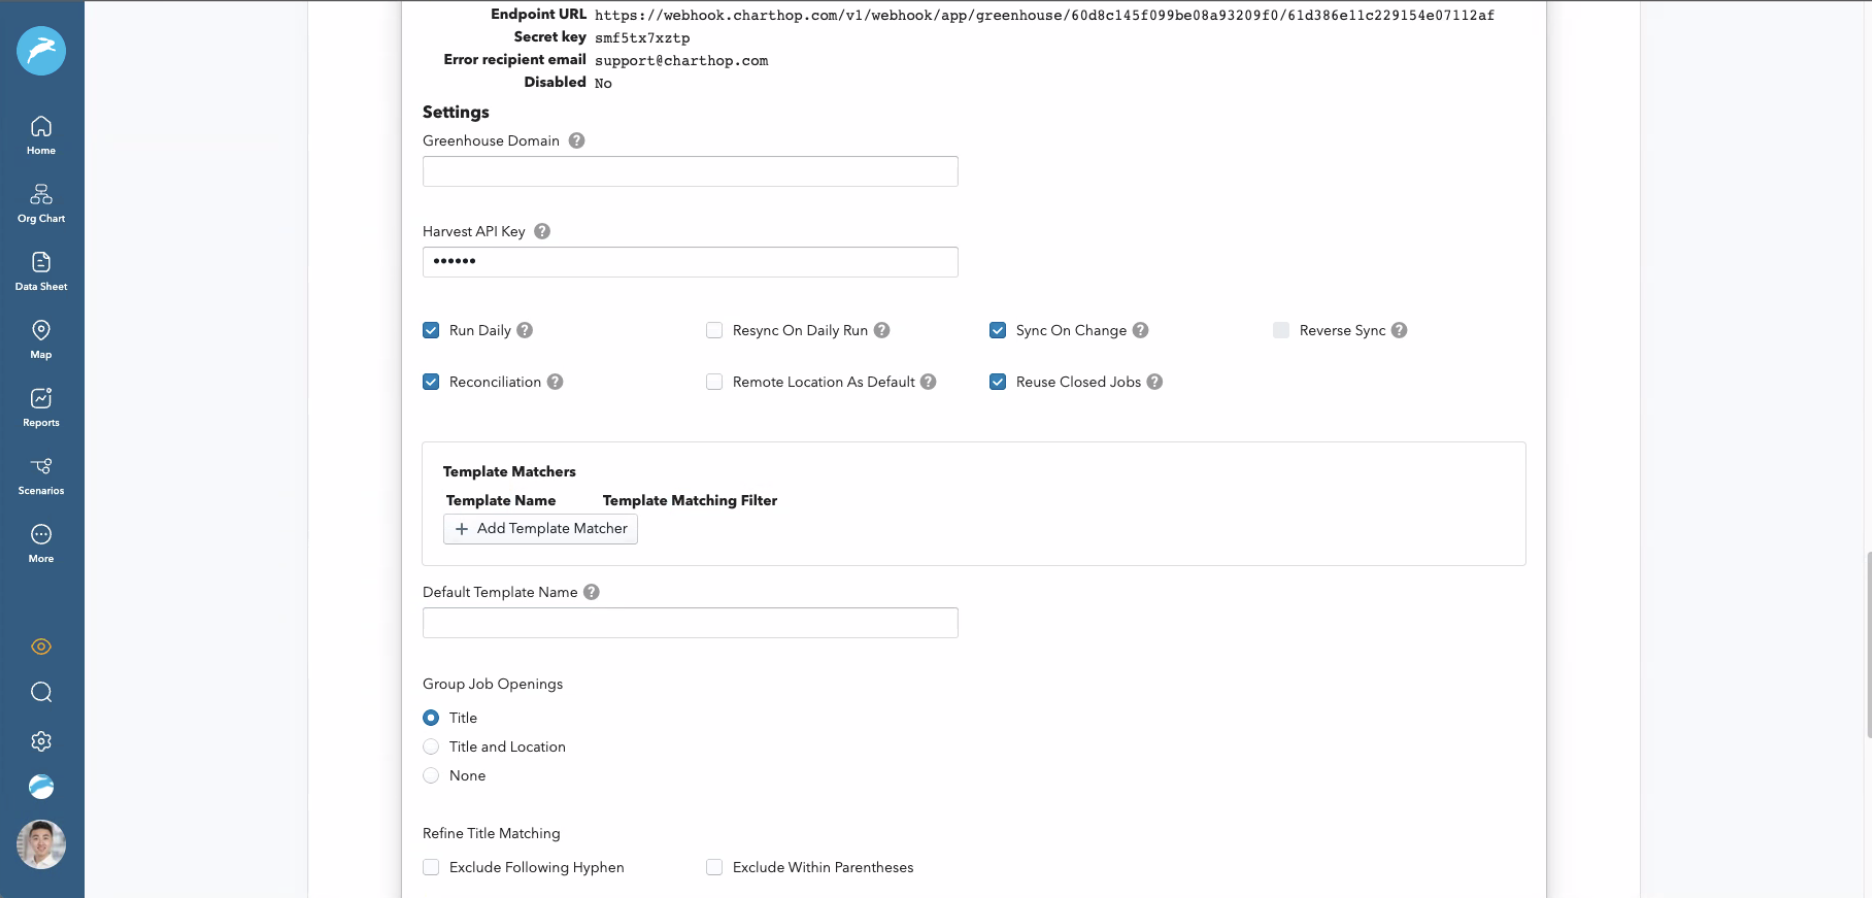 Endpoint URL https://webhook.charthop.com/v1/webhook/app/greenhouse/60d8c145f099be08a93209f0/61d386e11c229154e07112af
Secret key smf5tx7xztp
Error recipient email support@charthop.com
Disabled No
Settings
Greenhouse Domain ?
Harvest API Key ?
••••••
Run Daily ? Resync On Daily Run ? Sync On Change ? Reverse Sync ?
Reconciliation ? Remote Location As Default ? Reuse Closed Jobs ?
Template Matchers
Template Name Template Matching Filter
+ Add Template Matcher
Default Template Name ?
Group Job Openings
Title
Title and Location
None
Refine Title Matching
Exclude Following Hyphen Exclude Within Parentheses
Home
Org Chart
Data Sheet
Map
Reports
Scenarios
More